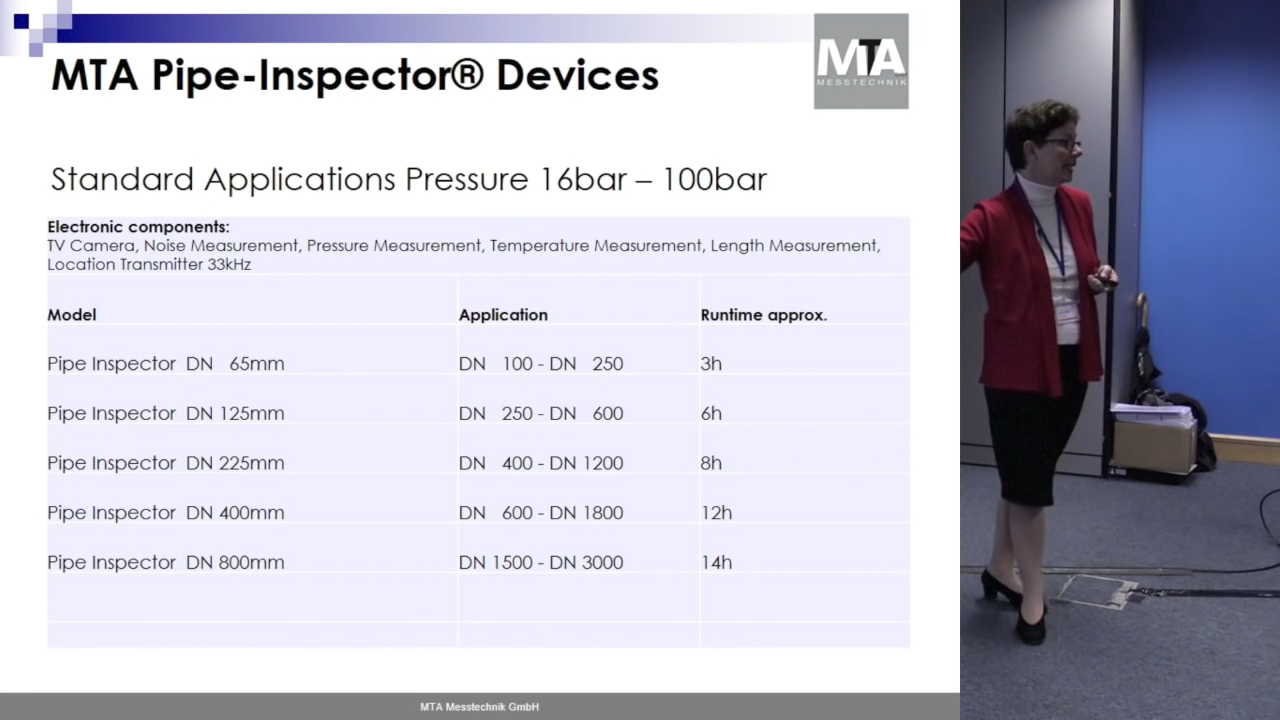 MTA Pipe-Inspector® Devices
MTA
MESSTECHNIK
Standard Applications Pressure 16bar – 100bar
Electronic components:
TV Camera, Noise Measurement, Pressure Measurement, Temperature Measurement, Length Measurement,
Location Transmitter 33kHz
Model Application Runtime approx.
Pipe Inspector DN 65mm DN 100 - DN 250 3h
Pipe Inspector DN 125mm DN 250 - DN 600 6h
Pipe Inspector DN 225mm DN 400 - DN 1200 8h
Pipe Inspector DN 400mm DN 600 - DN 1800 12h
Pipe Inspector DN 800mm DN 1500 - DN 3000 14h
MTA Messtechnik GmbH